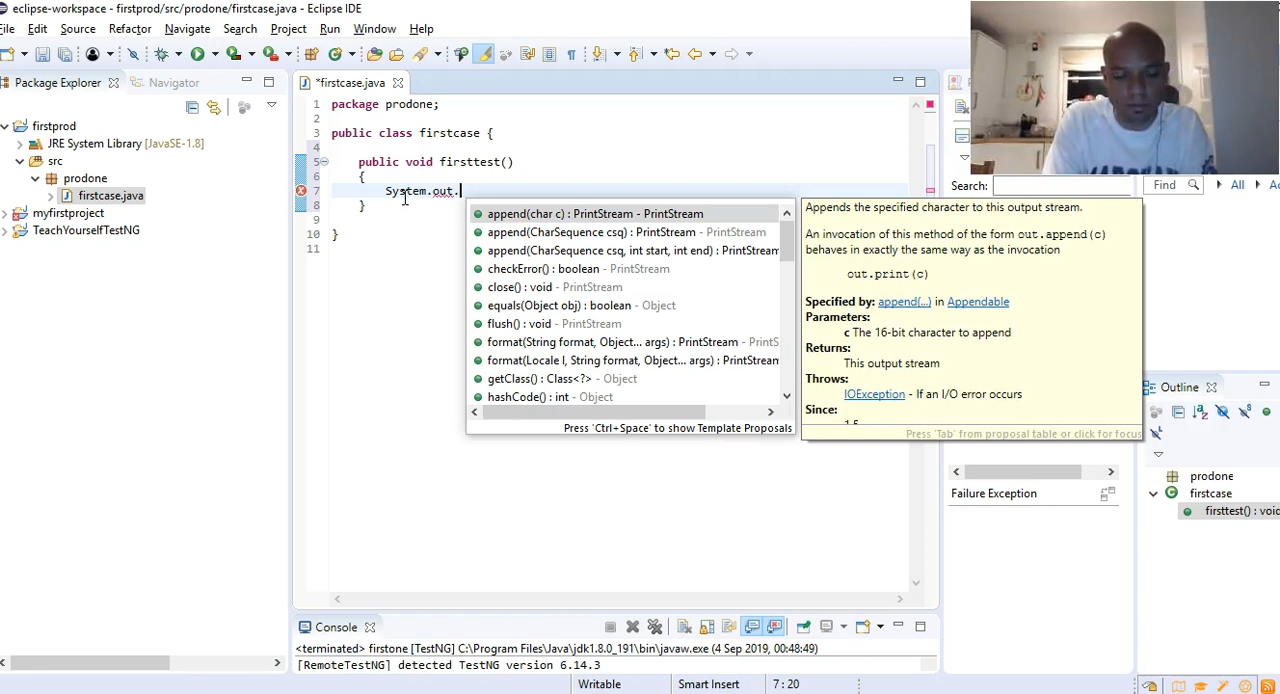 eclipse-workspace - firstprod/src/prodone/firstcase.java - Eclipse IDE
File Edit Source Refactor Navigate Search Project Run Window Help
Package Explorer
Navigator
firstprod
JRE System Library [JavaSE-1.8]
src
prodone
firstcase.java
myfirstproject
TeachYourselfTestNG
*firstcase.java
1 package prodone;
2
3 public class firstcase {
4
5 public void firsttest()
6 {
7 System.out.
8 }
9
10 }
11
append(char c) : PrintStream - PrintStream
append(CharSequence csq) : PrintStream - PrintStream
append(CharSequence csq, int start, int end) : PrintStream
checkError() : boolean - PrintStream
close() : void - PrintStream
equals(Object obj) : boolean - Object
flush() : void - PrintStream
format(String format, Object... args) : PrintStream - PrintS
format(Locale l, String format, Object... args) : PrintStream
getClass() : Class<?> - Object
hashCode() : int - Object
Press 'Ctrl+Space' to show Template Proposals
Appends the specified character to this output stream.
An invocation of this method of the form out.append(c)
behaves in exactly the same way as the invocation
out.print(c)
Specified by: append(...) in Appendable
Parameters:
c The 16-bit character to append
Returns:
This output stream
Throws:
IOException - If an I/O error occurs
Since:
1.5
Press 'Tab' from proposal table or click for focus
Search:
Find
All
Failure Exception
Outline
prodone
firstcase
firsttest() : void
Console
<terminated> firstone [TestNG] C:\Program Files\Java\jdk1.8.0_191\bin\javaw.exe (4 Sep 2019, 00:48:49)
[RemoteTestNG] detected TestNG version 6.14.3
Writable
Smart Insert
7 : 20